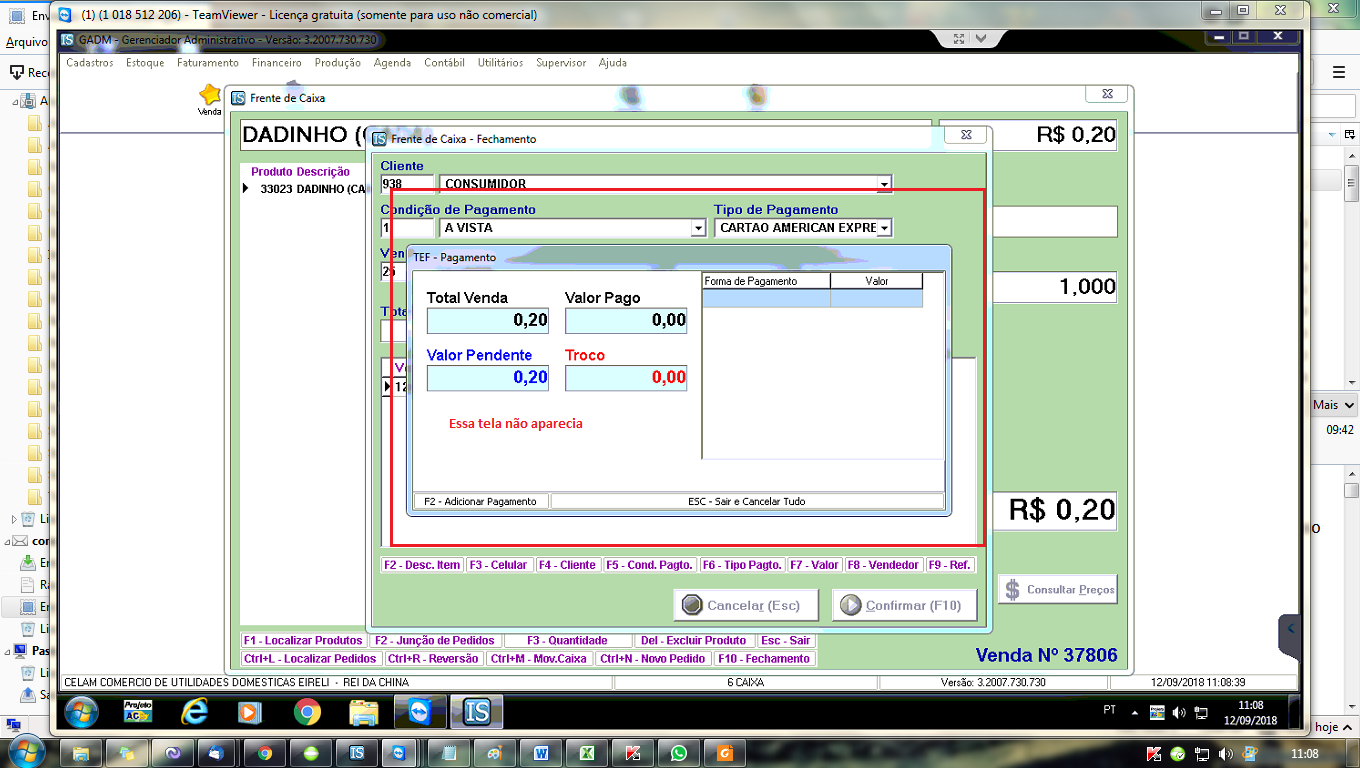 (1) (1 018 512 206) - TeamViewer - Licença gratuita (somente para uso não comercial)
Arquivo
GADM - Gerenciador Administrativo - Versão: 3.2007.730.730
Cadastros Estoque Faturamento Financeiro Produção Agenda Contábil Utilitários Supervisor Ajuda
Venda
Frente de Caixa
DADINHO (
R$ 0,20
Produto Descrição
33023 DADINHO (CA
Frente de Caixa - Fechamento
Cliente
938 CONSUMIDOR
Condição de Pagamento Tipo de Pagamento
1 A VISTA CARTAO AMERICAN EXPRE
Ven
26
TEF - Pagamento
Total Venda Valor Pago
0,20 0,00
Valor Pendente Troco
0,20 0,00
Forma de Pagamento Valor
Essa tela não aparecia
F2 - Adicionar Pagamento ESC - Sair e Cancelar Tudo
1,000
R$ 0,20
F2 - Desc. Item F3 - Celular F4 - Cliente F5 - Cond. Pagto. F6 - Tipo Pagto. F7 - Valor F8 - Vendedor F9 - Ref.
Cancelar (Esc) Confirmar (F10)
Consultar Preços
F1 - Localizar Produtos F2 - Junção de Pedidos F3 - Quantidade Del - Excluir Produto Esc - Sair
Ctrl+L - Localizar Pedidos Ctrl+R - Reversão Ctrl+M - Mov.Caixa Ctrl+N - Novo Pedido F10 - Fechamento
Venda Nº 37806
CELAM COMERCIO DE UTILIDADES DOMESTICAS EIRELI - REI DA CHINA 6 CAIXA Versão: 3.2007.730.730 12/09/2018 11:08:39
Mais
09:42
PT 11:08
12/09/2018
hoje
11:08